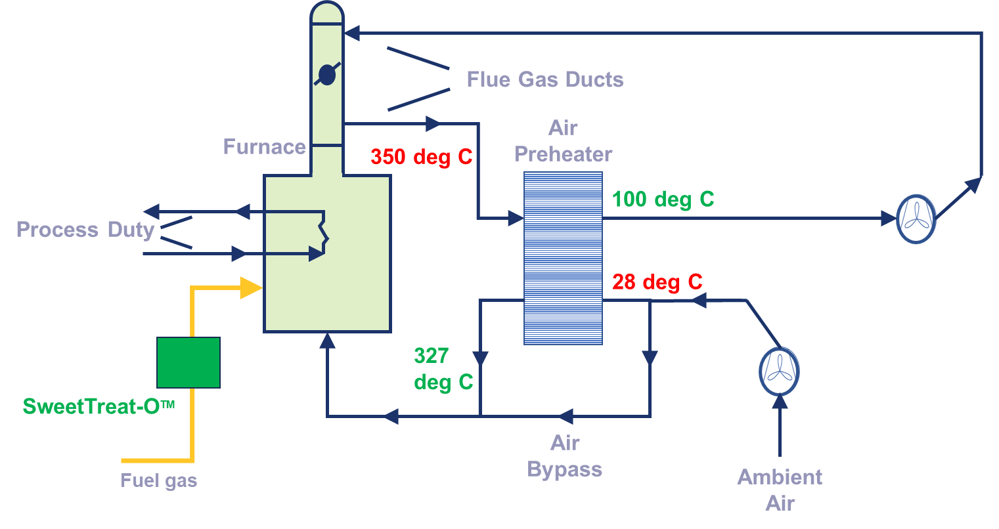 Flue Gas Ducts
Air
Preheater
Furnace
350 deg C
100 deg C
Process Duty
28 deg C
327
deg C
SweetTreat-O™
Air
Bypass
Fuel gas
Ambient
Air